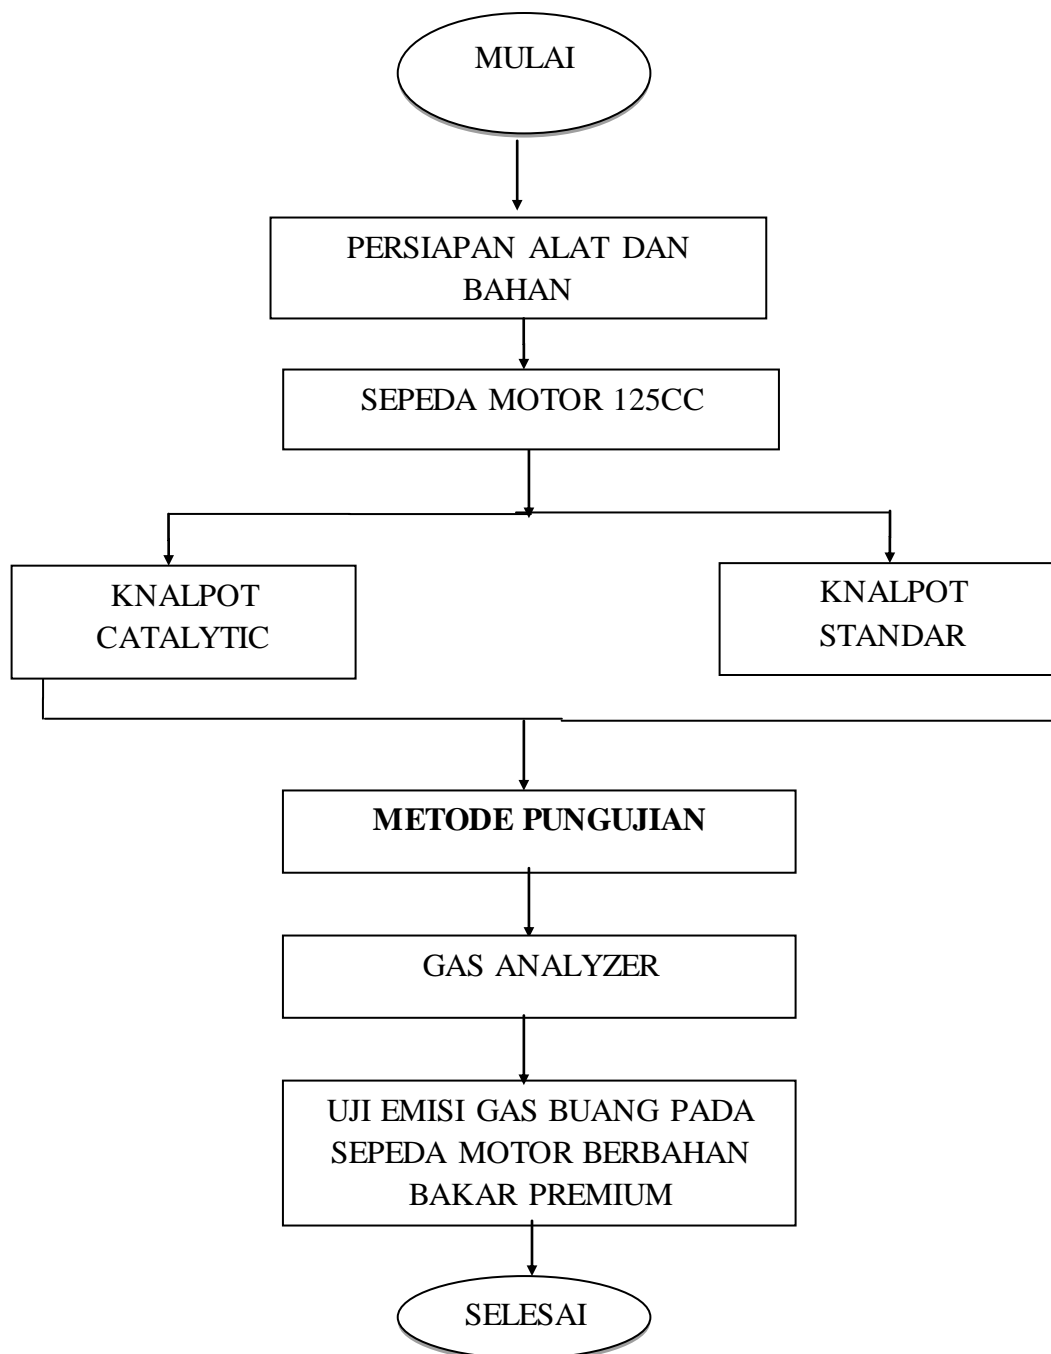 MULAI
PERSIAPAN ALAT DAN
BAHAN
SEPEDA MOTOR 125CC
KNALPOT
CATALYTIC
KNALPOT
STANDAR
METODE PUNGUJIAN
GAS ANALYZER
UJI EMISI GAS BUANG PADA
SEPEDA MOTOR BERBAHAN
BAKAR PREMIUM
SELESAI